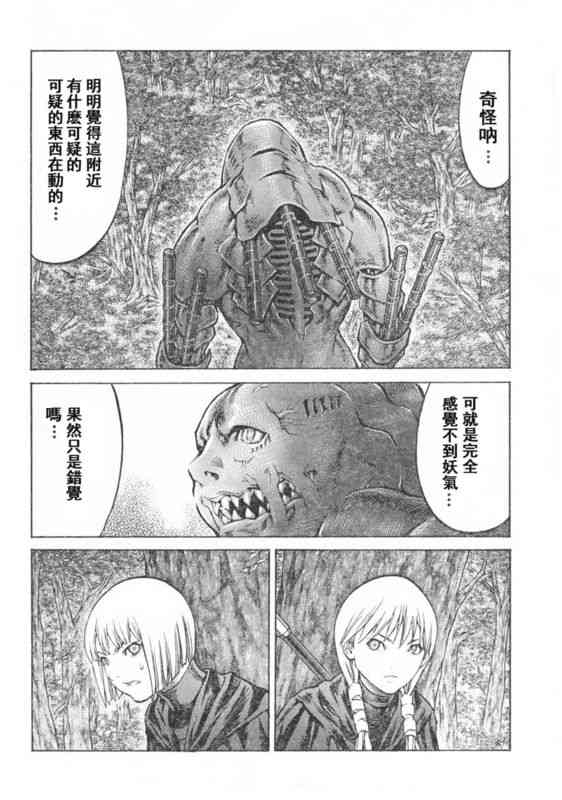 奇怪吶…
明明覺得這附近
有什麼可疑的
可疑的東西在動的…
可就是完全
感覺不到妖氣…
果然只是錯覺
嗎…